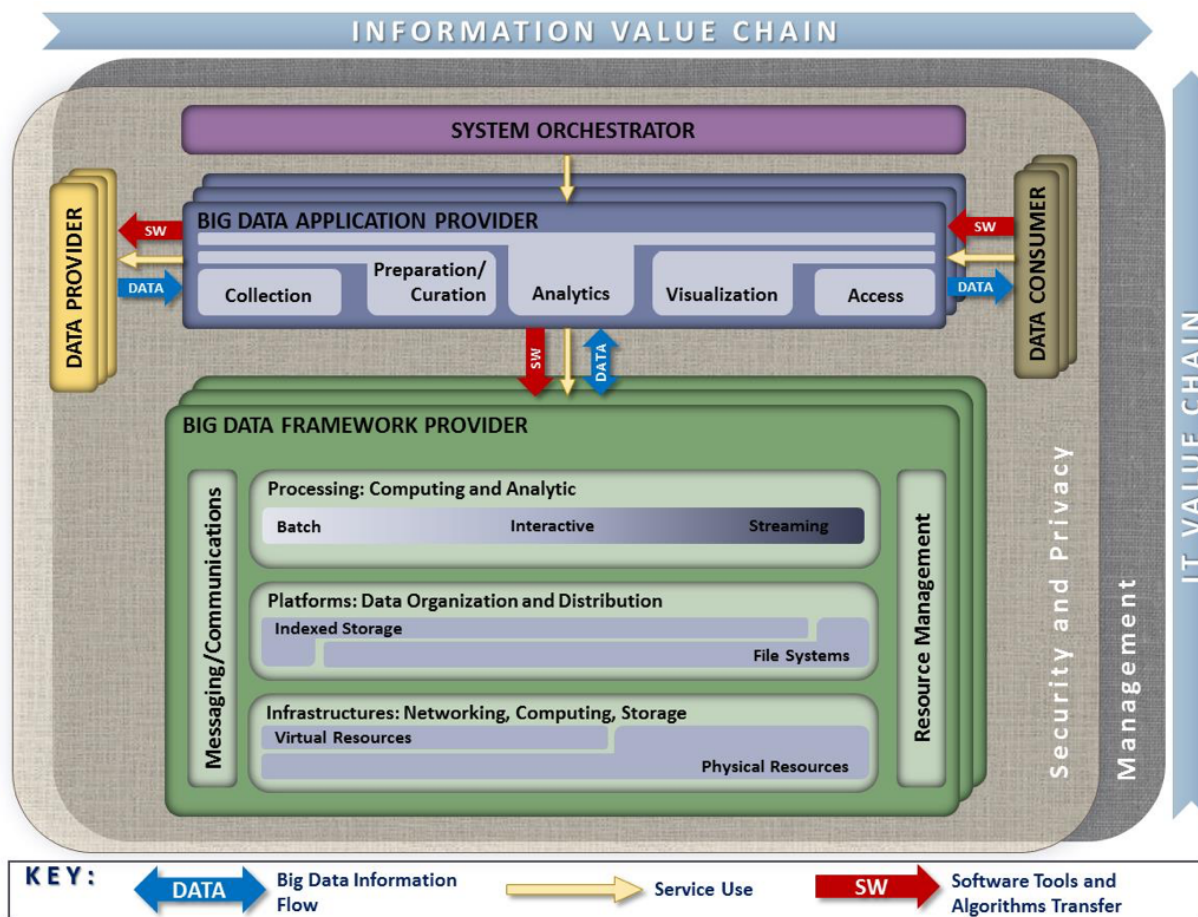 INFORMATION VALUE CHAIN
SYSTEM ORCHESTRATOR
DATA PROVIDER
DATA CONSUMER
BIG DATA APPLICATION PROVIDER
SW
SW
DATA
DATA
Collection
Preparation/
Curation
Analytics
Visualization
Access
SW
DATA
BIG DATA FRAMEWORK PROVIDER
Messaging/Communications
Processing: Computing and Analytic
Batch
Interactive
Streaming
Platforms: Data Organization and Distribution
Indexed Storage
File Systems
Infrastructures: Networking, Computing, Storage
Virtual Resources
Physical Resources
Resource Management
Security and Privacy
Management
IT VALUE CHAIN
KEY:
DATA
Big Data Information
Flow
Service Use
SW
Software Tools and
Algorithms Transfer